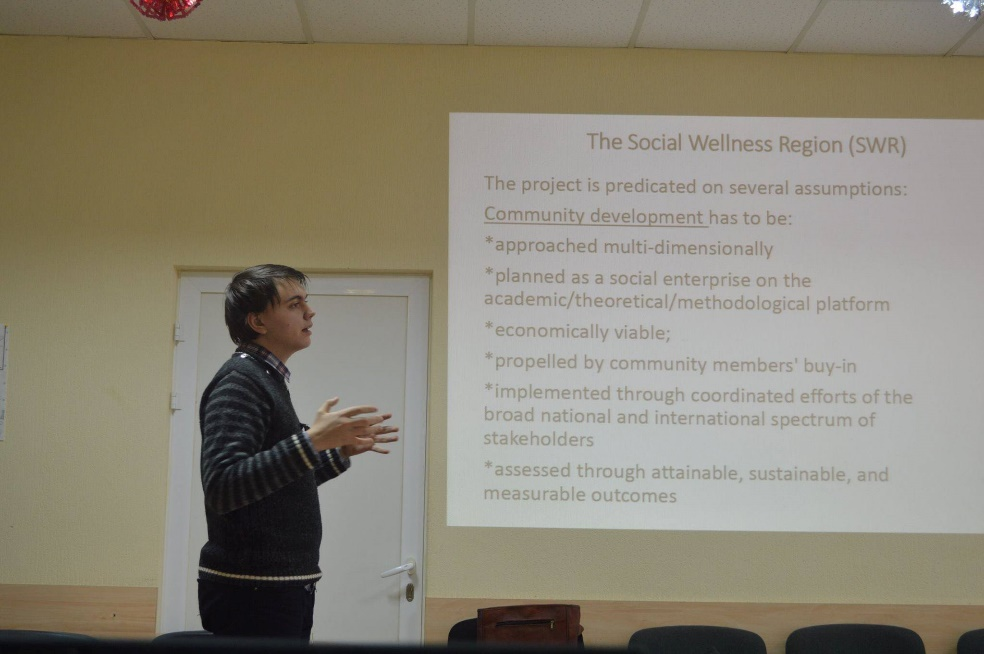 The Social Wellness Region (SWR)
The project is predicated on several assumptions:
Community development has to be:
*approached multi-dimensionally
*planned as a social enterprise on the
academic/theoretical/methodological platform
*economically viable;
*propelled by community members' buy-in
*implemented through coordinated efforts of the
broad national and international spectrum of
stakeholders
*assessed through attainable, sustainable, and
measurable outcomes